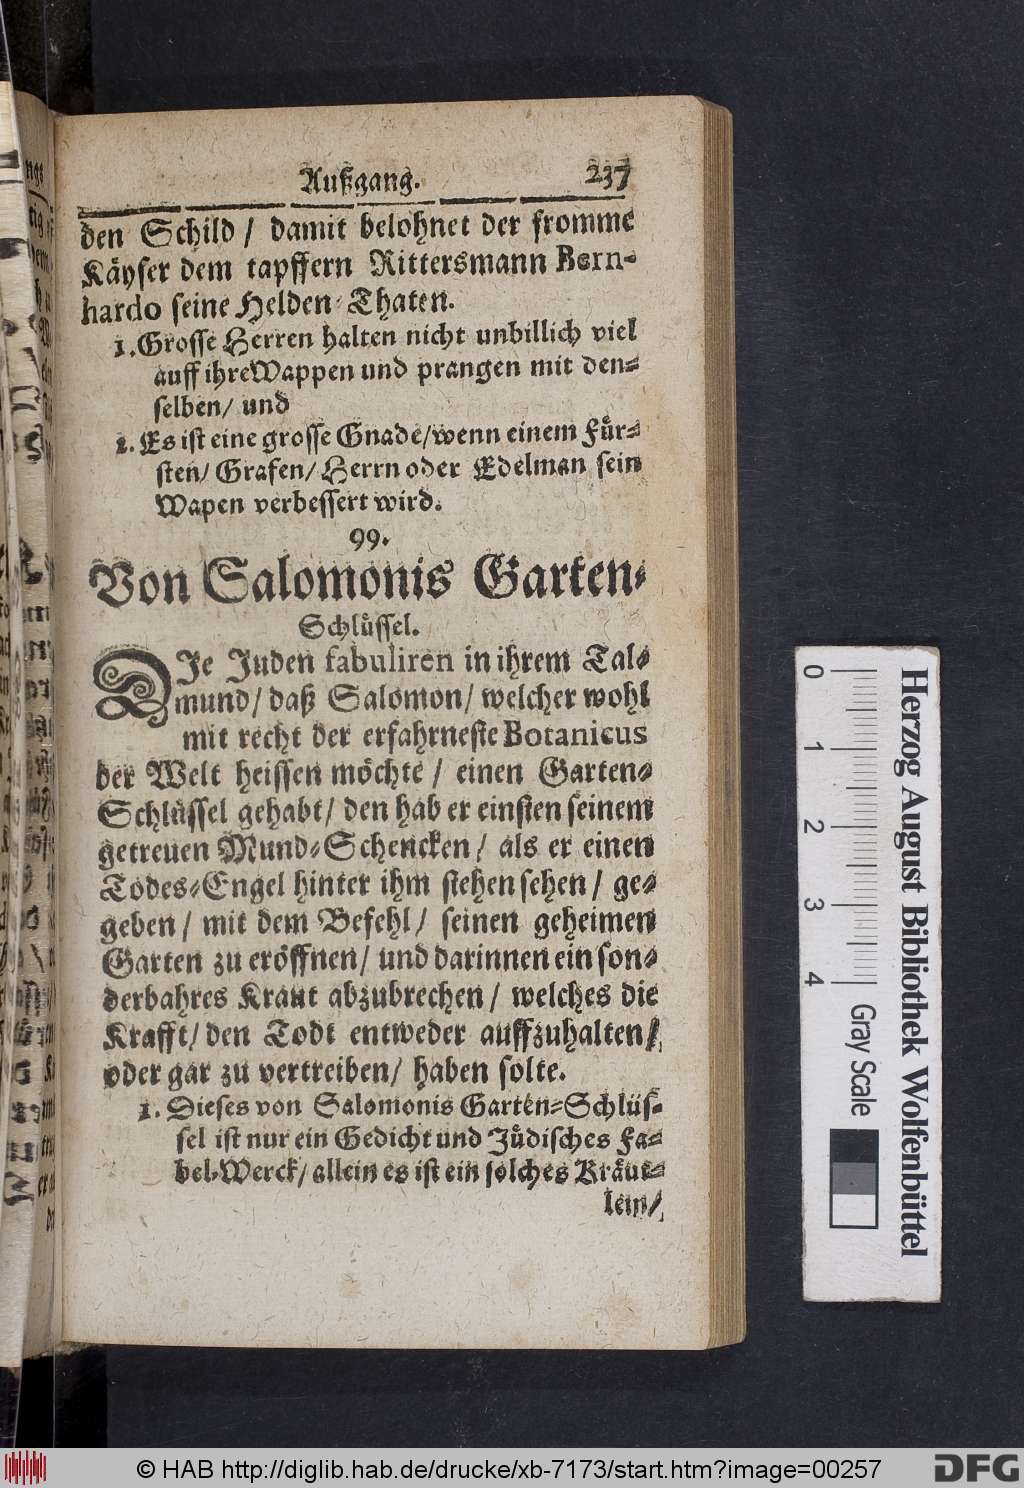 Außgang. 237
den Schild / damit belohnet der fromme
Käyser dem tapffern Rittersmann Bern-
hardo seine Helden-Thaten.
1. Grosse Herren halten nicht unbillich viel
auff ihre Wappen und prangen mit den-
selben / und
2. Es ist eine grosse Gnade / wenn einem Für-
sten / Grafen / Herrn oder Edelman sein
Wapen verbessert wird.
99.
Von Salomonis Garten-
Schlüssel.
DIe Juden fabuliren in ihrem Tal-
mund / daß Salomon / welcher wohl
mit recht der erfahrneste Botanicus
der Welt heissen möchte / einen Garten-
Schlüssel gehabt / den hab er einsten seinem
getreuen Mund-Schencken / als er einen
Todes-Engel hinter ihm stehen sehen / ge-
geben / mit dem Befehl / seinen geheimen
Garten zu eröffnen / und darinnen ein son-
derbahres Kraut abzubrechen / welches die
Krafft / den Todt entweder auffzuhalten /
oder gar zu vertreiben / haben solte.
1. Dieses von Salomonis Garten-Schlüs-
sel ist nur ein Gedicht und Jüdisches Fa-
bel-Werck / allein es ist ein solches Kräut-
lein /
0 1 2 3 4
Gray Scale
Herzog August Bibliothek Wolfenbüttel
© HAB http://diglib.hab.de/drucke/xb-7173/start.htm?image=00257
DFG